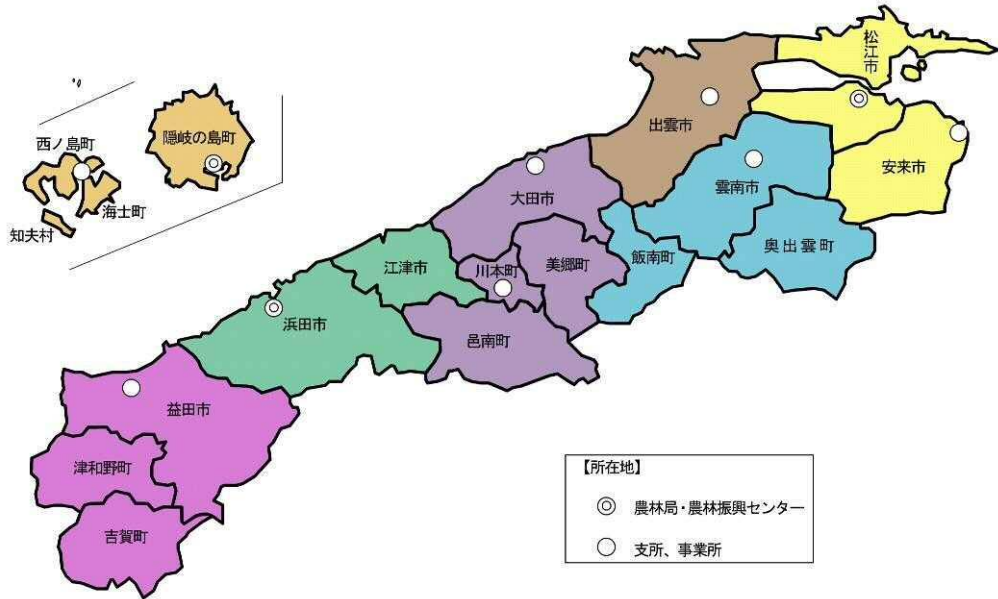 松江市
出雲市
西ノ島町
隠岐の島町
安来市
雲南市
大田市
海士町
知夫村
奥出雲町
飯南町
美郷町
川本町
江津市
浜田市
邑南町
益田市
津和野町
吉賀町
【所在地】
◎ 農林局・農林振興センター
○ 支所、事業所